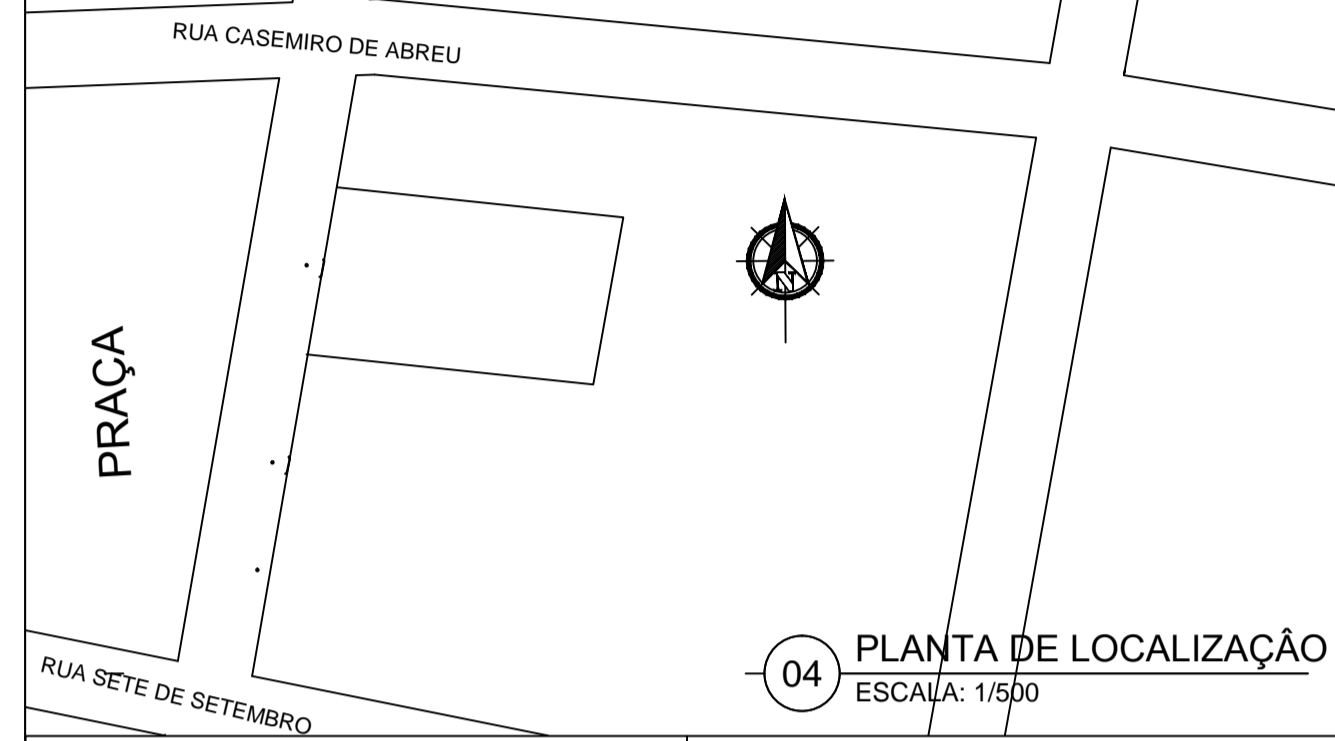 RUA CASEMIRO DE ABREU
N
PRAÇA
PLANTA DE LOCALIZAÇÂO
04
ESCALA: 1/500
RUA SETE DE SETEMBRO